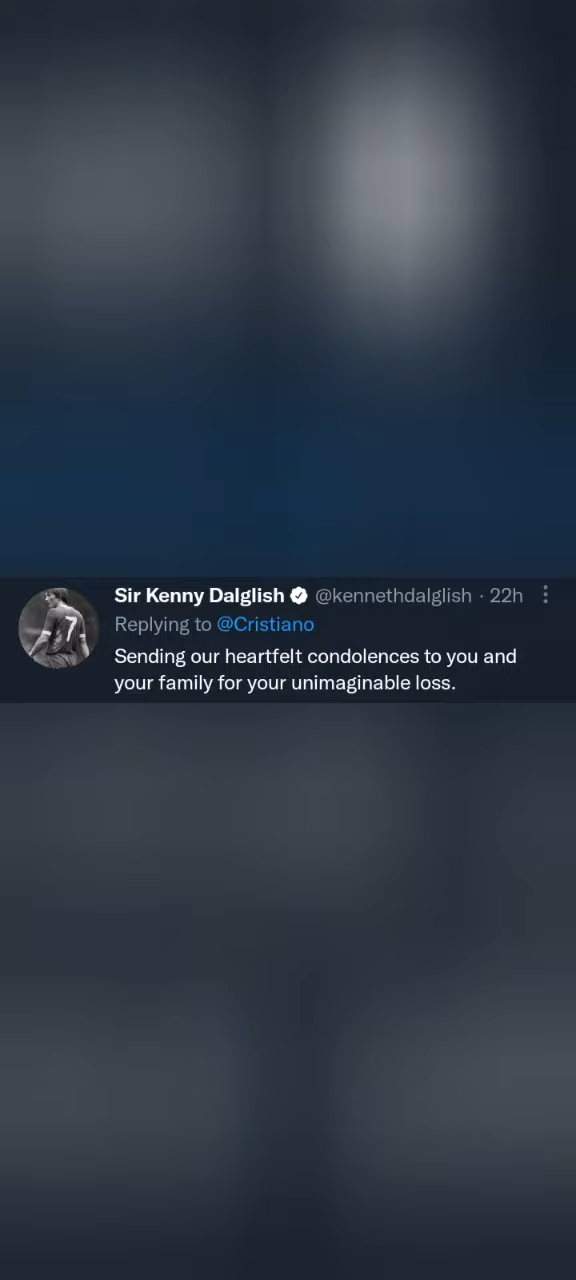 Sir Kenny Dalglish @kennethdalglish · 22h
Replying to @Cristiano
Sending our heartfelt condolences to you and
your family for your unimaginable loss.
7